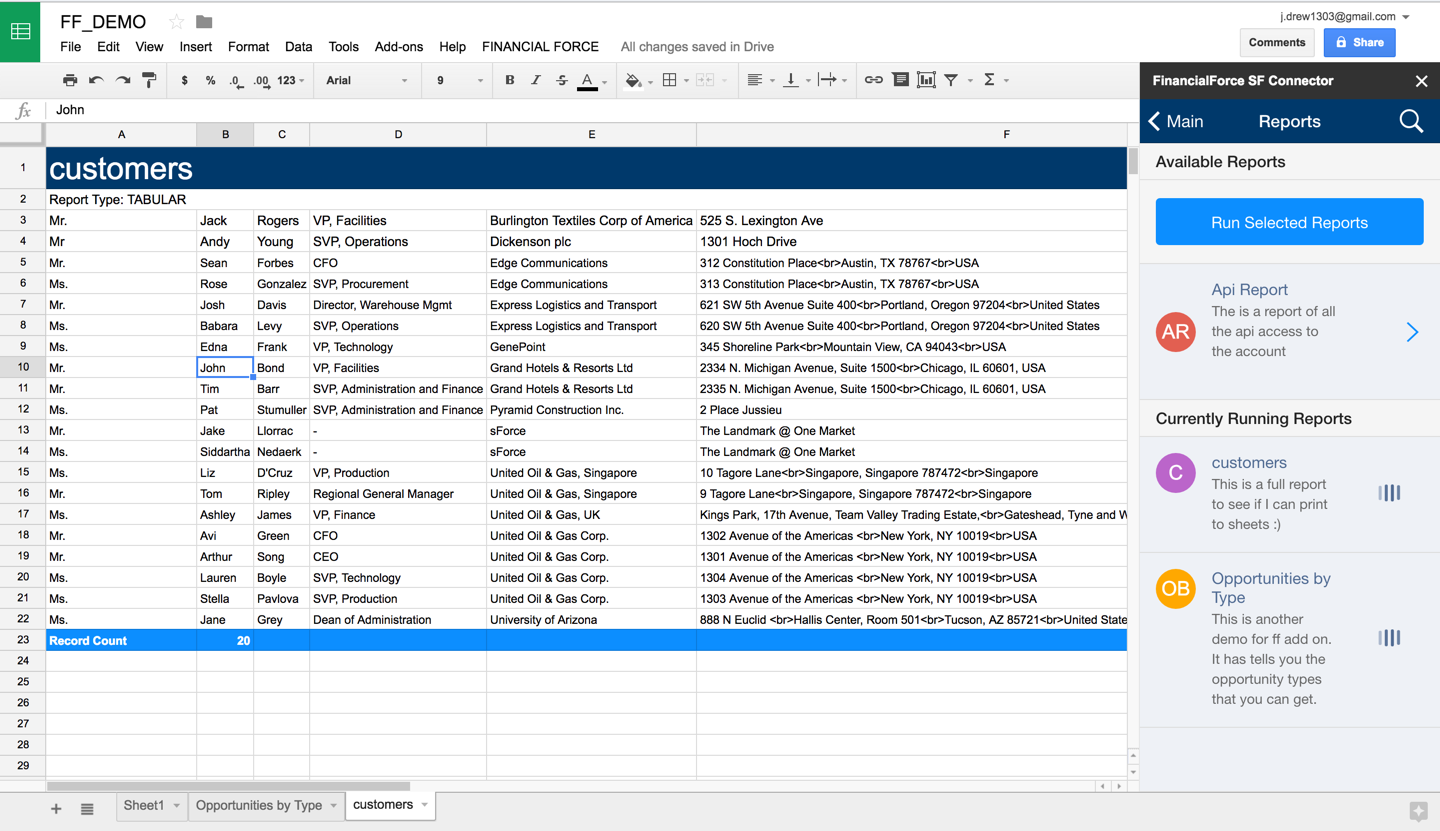 FF_DEMO
j.drew1303@gmail.com
File Edit View Insert Format Data Tools Add-ons Help FINANCIAL FORCE All changes saved in Drive
Comments Share
$ % .0 .00 123 Arial 9 B I S A Σ
fx John
A B C D E F
1 customers
2 Report Type: TABULAR
3 Mr. Jack Rogers VP, Facilities Burlington Textiles Corp of America 525 S. Lexington Ave
4 Mr Andy Young SVP, Operations Dickenson plc 1301 Hoch Drive
5 Mr. Sean Forbes CFO Edge Communications 312 Constitution Place<br>Austin, TX 78767<br>USA
6 Ms. Rose Gonzalez SVP, Procurement Edge Communications 313 Constitution Place<br>Austin, TX 78767<br>USA
7 Mr. Josh Davis Director, Warehouse Mgmt Express Logistics and Transport 621 SW 5th Avenue Suite 400<br>Portland, Oregon 97204<br>United States
8 Ms. Babara Levy SVP, Operations Express Logistics and Transport 620 SW 5th Avenue Suite 400<br>Portland, Oregon 97204<br>United States
9 Ms. Edna Frank VP, Technology GenePoint 345 Shoreline Park<br>Mountain View, CA 94043<br>USA
10 Mr. John Bond VP, Facilities Grand Hotels & Resorts Ltd 2334 N. Michigan Avenue, Suite 1500<br>Chicago, IL 60601, USA
11 Mr. Tim Barr SVP, Administration and Finance Grand Hotels & Resorts Ltd 2335 N. Michigan Avenue, Suite 1500<br>Chicago, IL 60601, USA
12 Ms. Pat Stumuller SVP, Administration and Finance Pyramid Construction Inc. 2 Place Jussieu
13 Mr. Jake Llorrac - sForce The Landmark @ One Market
14 Ms. Siddartha Nedaerk - sForce The Landmark @ One Market
15 Ms. Liz D'Cruz VP, Production United Oil & Gas, Singapore 10 Tagore Lane<br>Singapore, Singapore 787472<br>Singapore
16 Mr. Tom Ripley Regional General Manager United Oil & Gas, Singapore 9 Tagore Lane<br>Singapore, Singapore 787472<br>Singapore
17 Ms. Ashley James VP, Finance United Oil & Gas, UK Kings Park, 17th Avenue, Team Valley Trading Estate,<br>Gateshead, Tyne and W
18 Mr. Avi Green CFO United Oil & Gas Corp. 1302 Avenue of the Americas <br>New York, NY 10019<br>USA
19 Mr. Arthur Song CEO United Oil & Gas Corp. 1301 Avenue of the Americas <br>New York, NY 10019<br>USA
20 Ms. Lauren Boyle SVP, Technology United Oil & Gas Corp. 1304 Avenue of the Americas <br>New York, NY 10019<br>USA
21 Ms. Stella Pavlova SVP, Production United Oil & Gas Corp. 1303 Avenue of the Americas <br>New York, NY 10019<br>USA
22 Ms. Jane Grey Dean of Administration University of Arizona 888 N Euclid <br>Hallis Center, Room 501<br>Tucson, AZ 85721<br>United State
23 Record Count 20
24
25
26
27
28
29
Sheet1 Opportunities by Type customers
FinancialForce SF Connector
Main Reports
Available Reports
Run Selected Reports
AR
Api Report
The is a report of all
the api access to
the account
Currently Running Reports
C
customers
This is a full report
to see if I can print
to sheets :)
OB
Opportunities by
Type
This is another
demo for ff add on.
It has tells you the
opportunity types
that you can get.